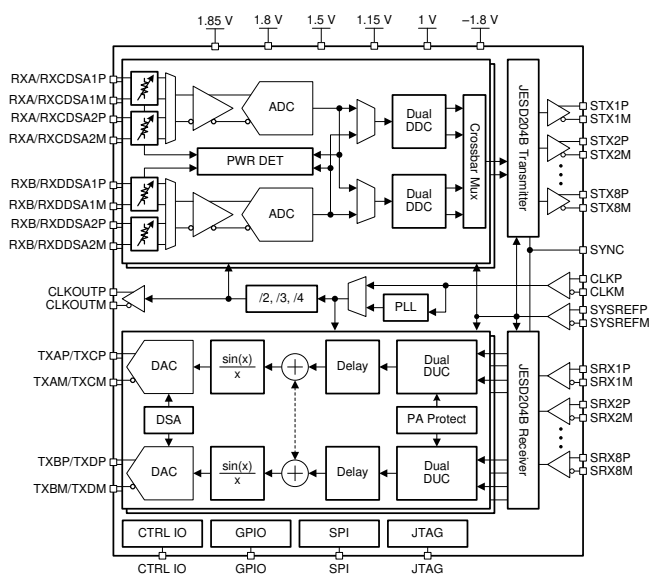 1.85 V 1.8 V 1.5 V 1.15 V 1 V −1.8 V
RXA/RXCDSA1P
RXA/RXCDSA1M
RXA/RXCDSA2P
RXA/RXCDSA2M
RXB/RXDDSA1P
RXB/RXDDSA1M
RXB/RXDDSA2P
RXB/RXDDSA2M
ADC
PWR DET
ADC
Dual
DDC
Dual
DDC
Crossbar Mux
JESD204B Transmitter
STX1P
STX1M
STX2P
STX2M
STX8P
STX8M
SYNC
CLKOUTP
CLKOUTM
/2, /3, /4
PLL
CLKP
CLKM
SYSREFP
SYSREFM
TXAP/TXCP
TXAM/TXCM
DAC
sin(x)
x
Delay
Dual
DUC
DSA
PA Protect
TXBP/TXDP
TXBM/TXDM
DAC
sin(x)
x
Delay
Dual
DUC
JESD204B Receiver
SRX1P
SRX1M
SRX2P
SRX2M
SRX8P
SRX8M
CTRL IO GPIO SPI JTAG
CTRL IO GPIO SPI JTAG